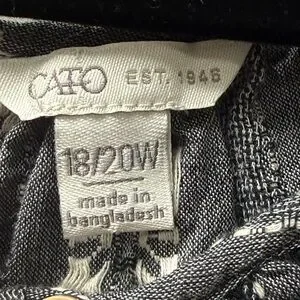 CATO EST. 1946
18/20W
made in
bangladesh